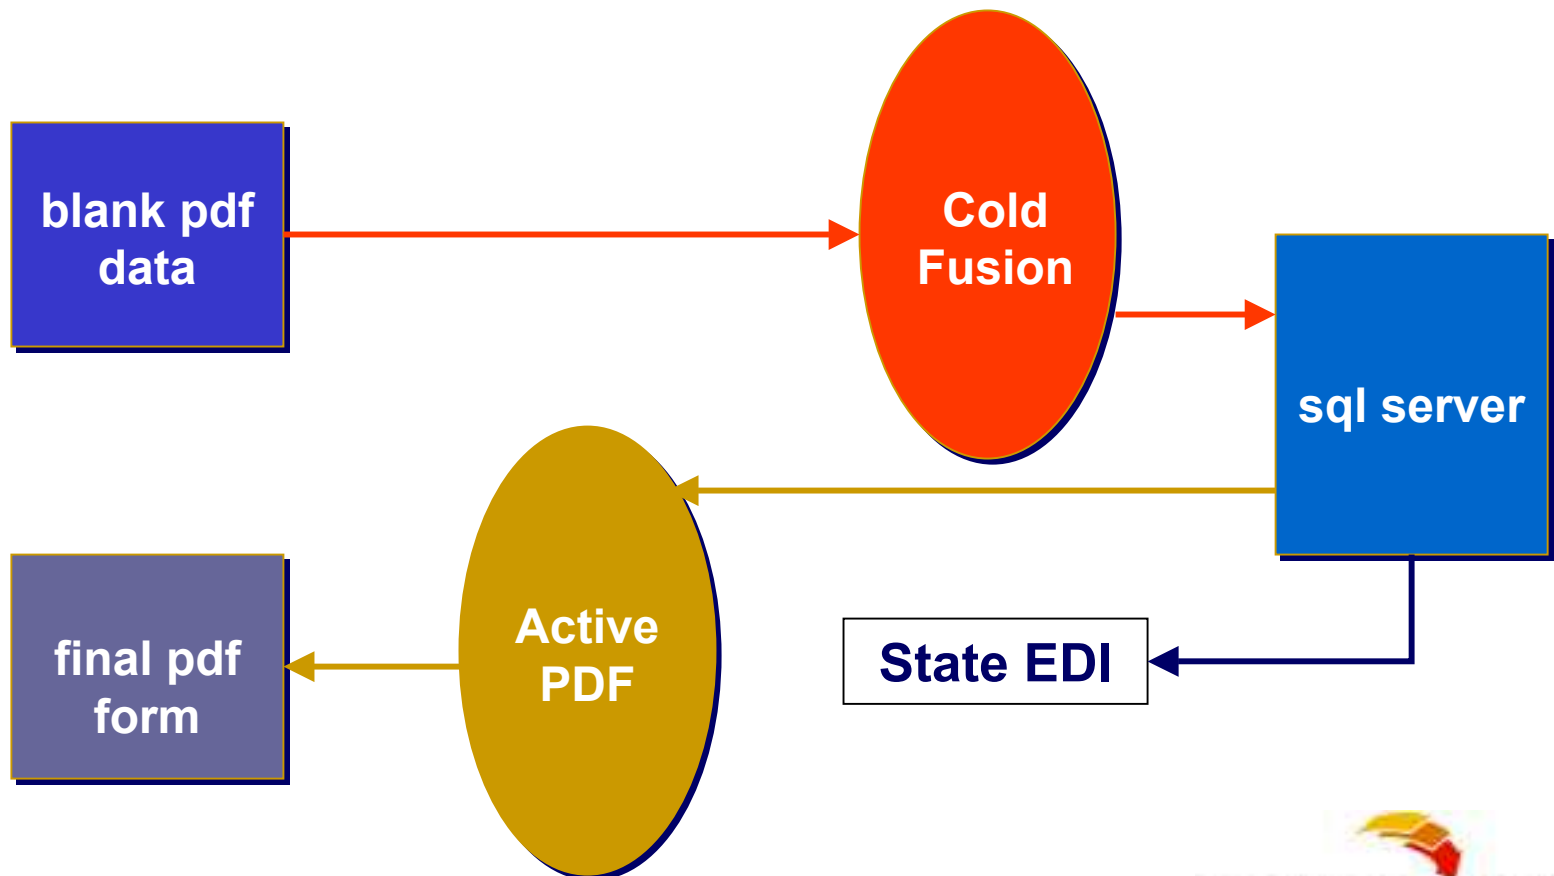 blank pdf
data
Cold
Fusion
sql server
Active
PDF
final pdf
form
State EDI